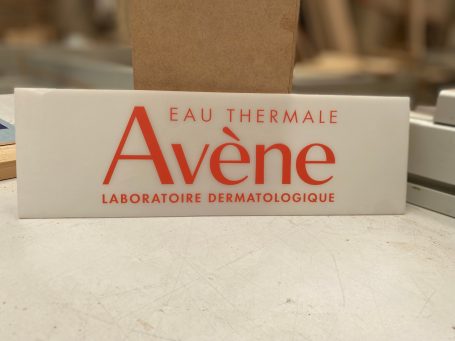 EAU THERMALE
Avène
LABORATOIRE DERMATOLOGIQUE